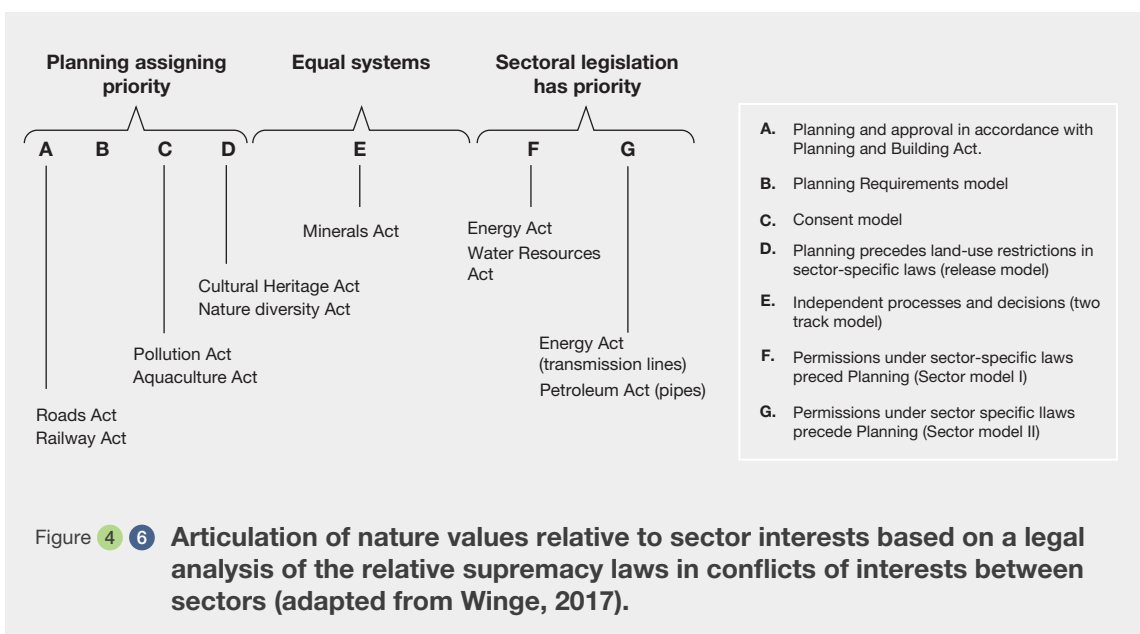 Planning assigning
priority
Equal systems
Sectoral legislation
has priority
A B C D E F G
Minerals Act
Energy Act
Water Resources
Act
Cultural Heritage Act
Nature diversity Act
Energy Act
(transmission lines)
Petroleum Act (pipes)
Pollution Act
Aquaculture Act
Roads Act
Railway Act
A. Planning and approval in accordance with
Planning and Building Act.
B. Planning Requirements model
C. Consent model
D. Planning precedes land-use restrictions in
sector-specific laws (release model)
E. Independent processes and decisions (two
track model)
F. Permissions under sector-specific laws
preced Planning (Sector model I)
G. Permissions under sector specific llaws
precede Planning (Sector model II)
Figure 4 6 Articulation of nature values relative to sector interests based on a legal
analysis of the relative supremacy laws in conflicts of interests between
sectors (adapted from Winge, 2017).